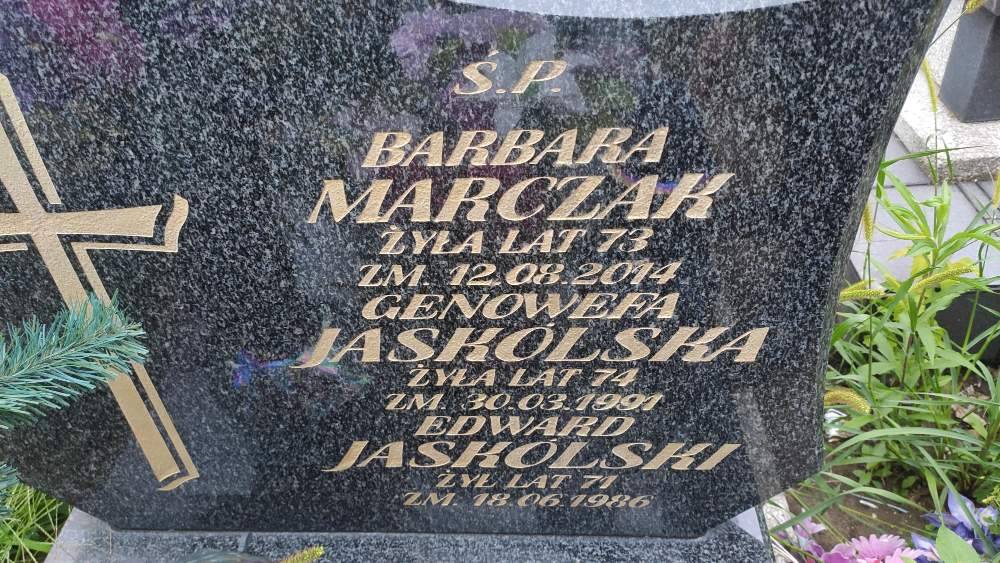 Ś.P.
BARBARA
MARCZAK
ŻYŁA LAT 73
ZM. 12.08.2014
GENOWEFA
JASKÓLSKA
ŻYŁA LAT 74
ZM. 30.03.1991
EDWARD
JASKÓLSKI
ŻYŁ LAT 71
ZM. 18.06.1986